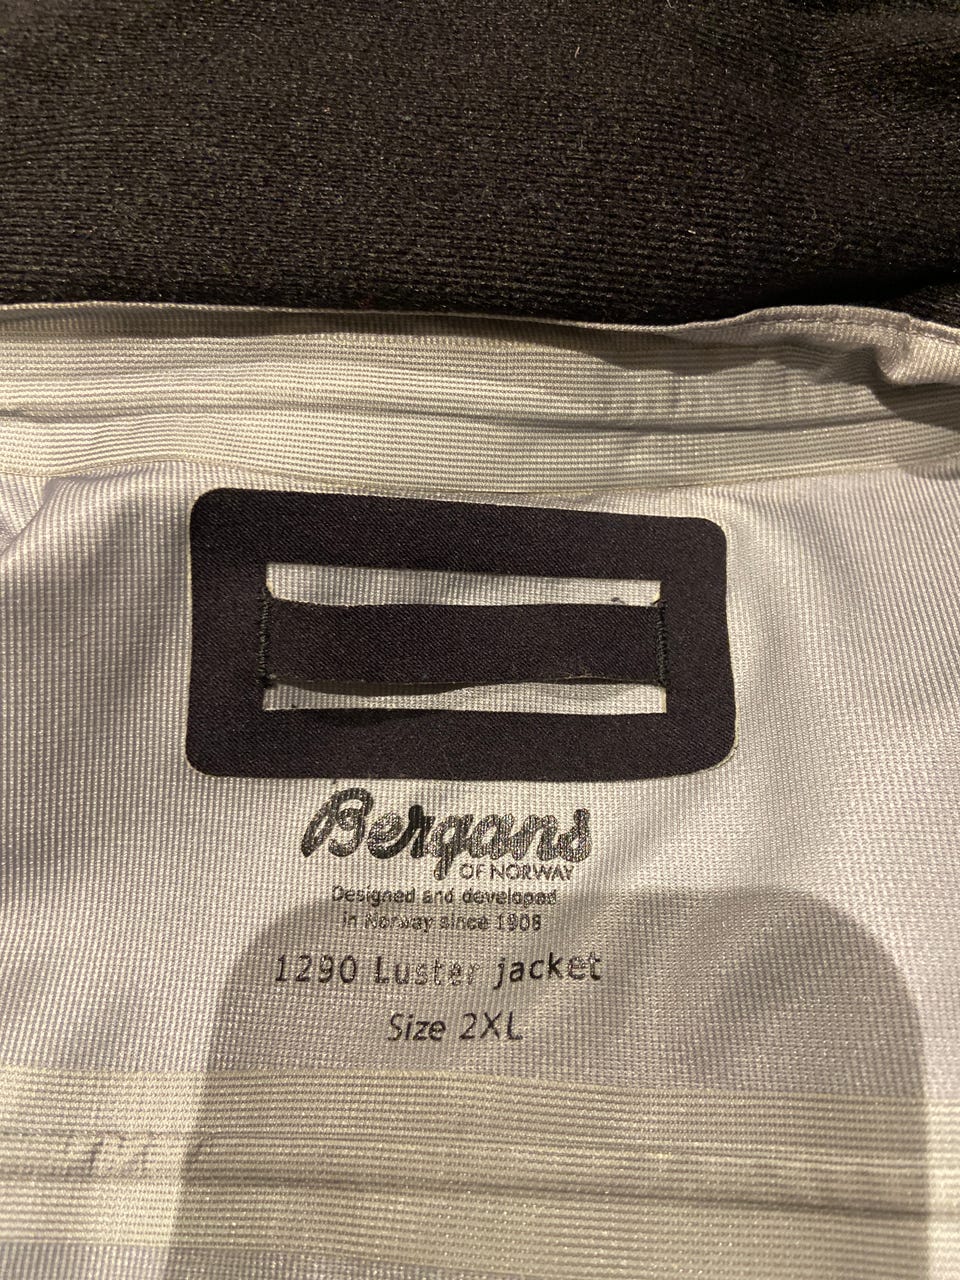 Bergans
OF NORWAY
Designed and developed
in Norway since 1908
1290 Luster jacket
Size 2XL